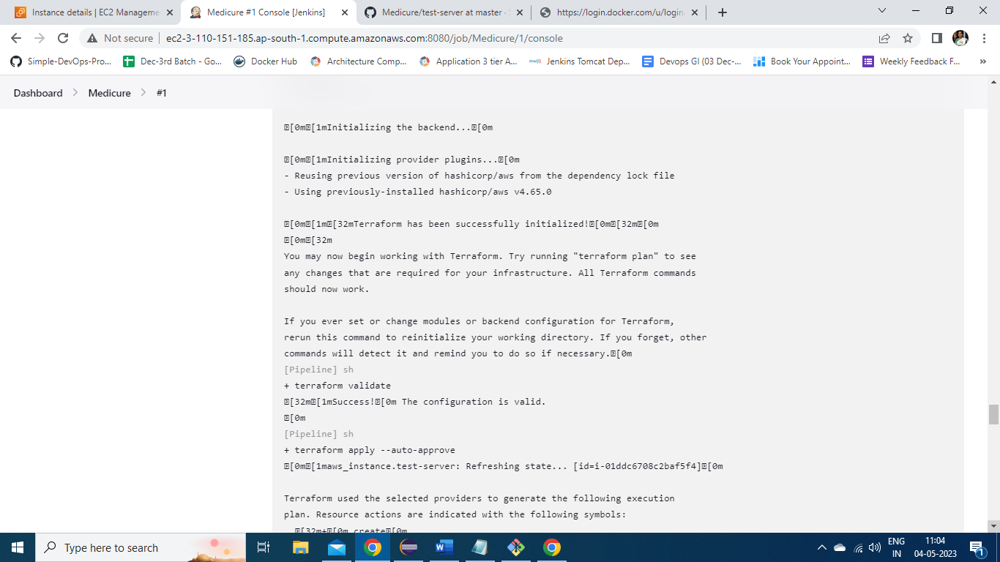 Instance details | EC2 Manageme
Medicure #1 Console [Jenkins]
Medicure/test-server at master ·
https://login.docker.com/u/login
Not secure
ec2-3-110-151-185.ap-south-1.compute.amazonaws.com:8080/job/Medicure/1/console
Simple-DevOps-Pro...
Dec-3rd Batch - Go...
Docker Hub
Architecture Comp...
Application 3 tier A...
Jenkins Tomcat Dep...
Devops GI (03 Dec-...
Book Your Appoint...
Weekly Feedback F...
»
Dashboard > Medicure > #1
[0m[1mInitializing the backend...[0m
[0m[1mInitializing provider plugins...[0m
- Reusing previous version of hashicorp/aws from the dependency lock file
- Using previously-installed hashicorp/aws v4.65.0
[0m[1m[32mTerraform has been successfully initialized![0m[32m[0m
[0m[32m
You may now begin working with Terraform. Try running "terraform plan" to see
any changes that are required for your infrastructure. All Terraform commands
should now work.
If you ever set or change modules or backend configuration for Terraform,
rerun this command to reinitialize your working directory. If you forget, other
commands will detect it and remind you to do so if necessary.[0m
[Pipeline] sh
+ terraform validate
[32m[1mSuccess![0m The configuration is valid.
[0m
[Pipeline] sh
+ terraform apply --auto-approve
[0m[1maws_instance.test-server: Refreshing state... [id=i-01ddc6708c2baf5f4][0m
Terraform used the selected providers to generate the following execution
plan. Resource actions are indicated with the following symbols:
[32m+[0m create[0m
Type here to search
ENG
IN
11:04
04-05-2023
1